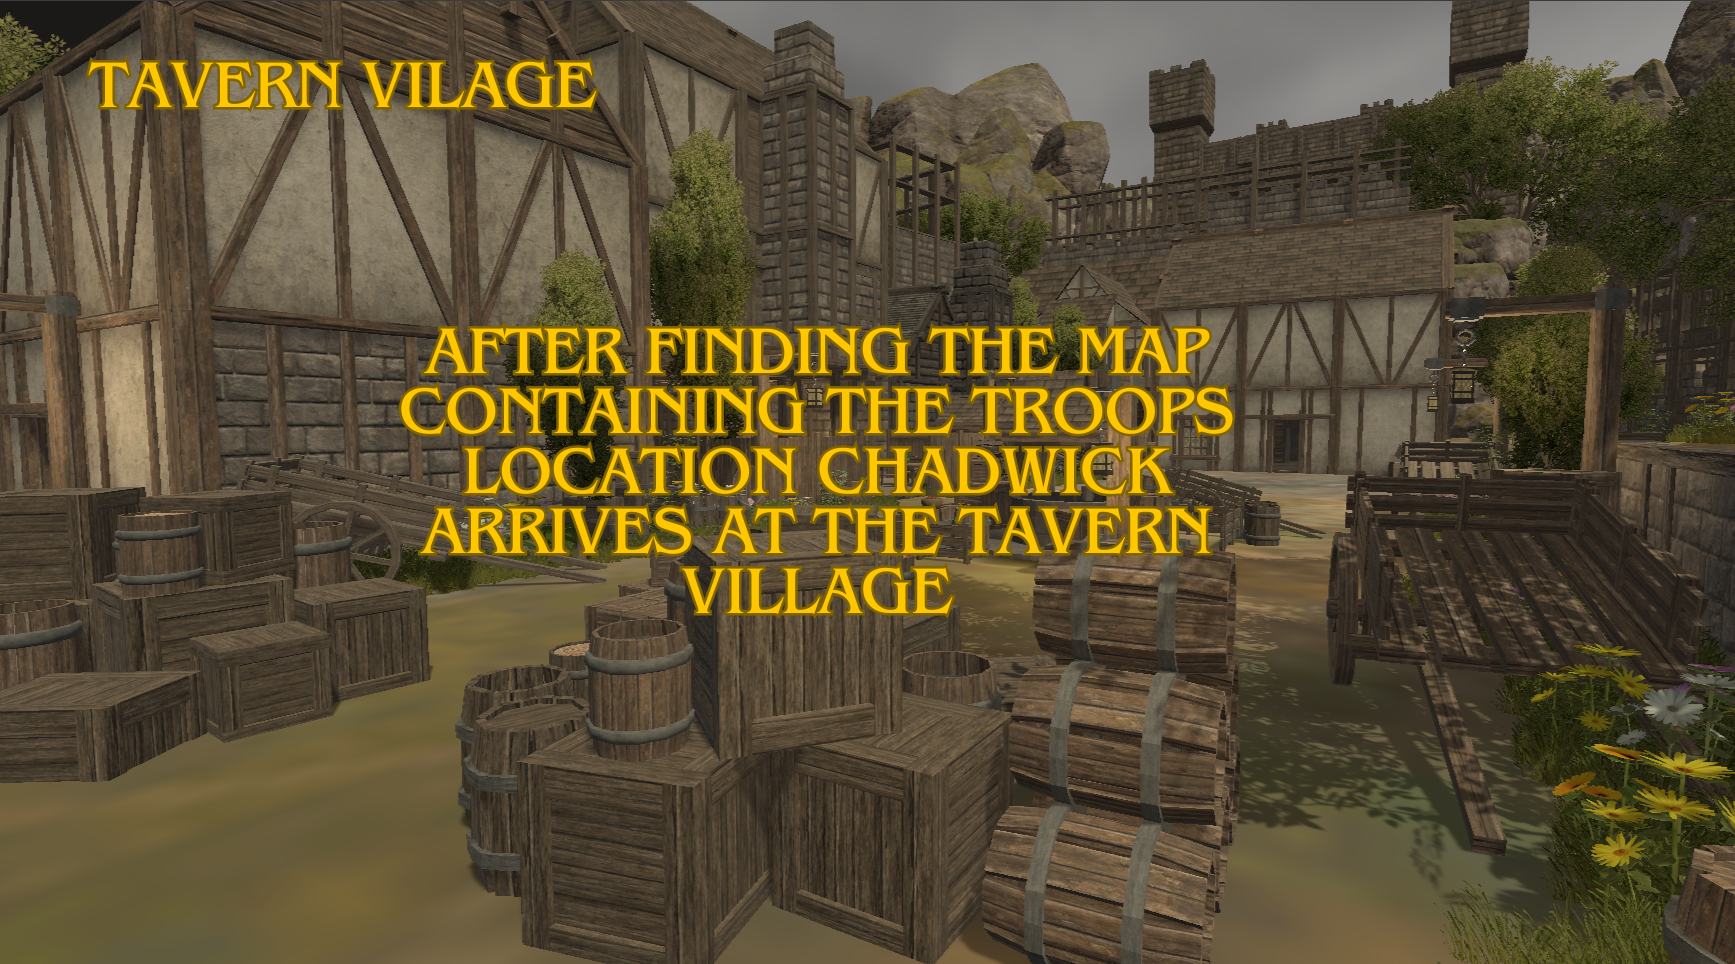 TAVERN VILAGE
AFTER FINDING THE MAP
CONTAINING THE TROOPS
LOCATION CHADWICK
ARRIVES AT THE TAVERN
VILLAGE